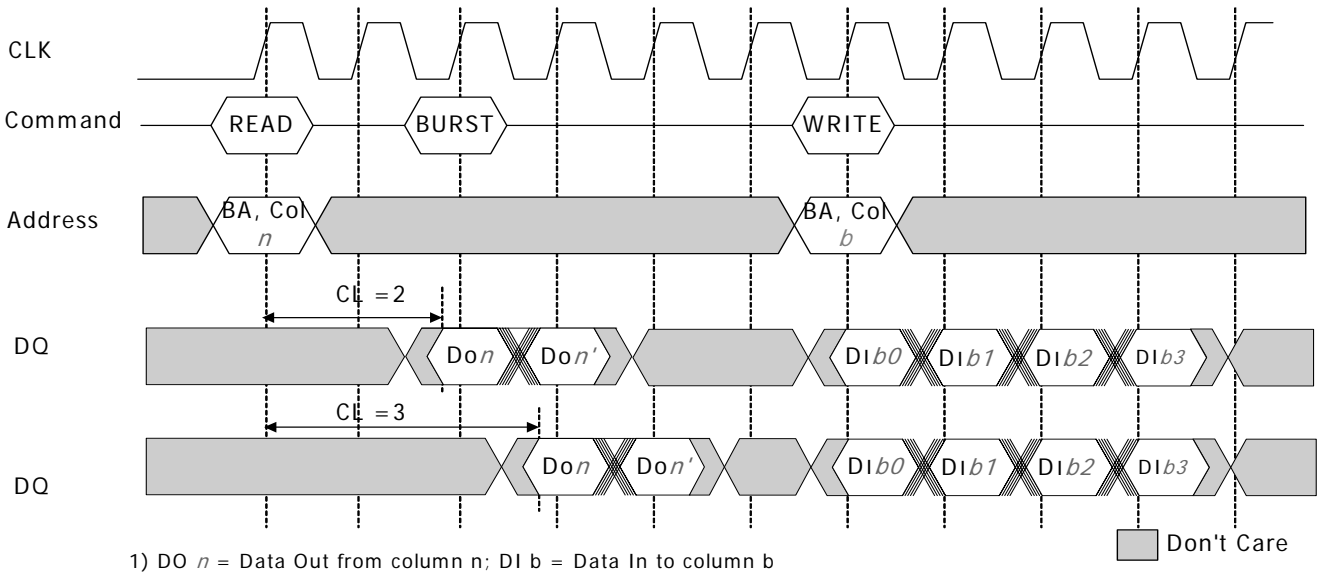 CLK
Command READ BURST WRITE
Address BA, Col BA, Col
n b
CL =2
DQ Don Don' DIb0 DIb1 DIb2 DIb3
CL =3
DQ Don Don' DIb0 DIb1 DIb2 DIb3
Don't Care
1) DO n = Data Out from column n; DI b = Data In to column b